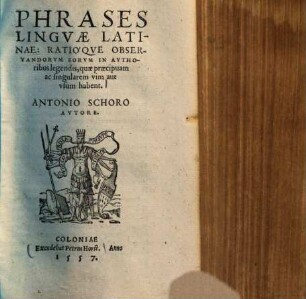 PHRASES
LINGVÆ LATI-
NAE: RATIOQVE OBSER-
VANDORVM EORVM IN AVTHO-
ribus legendis, quæ præcipuam
ac singularem vim aut
vsum habent.
ANTONIO SCHORO
AVTORE.
COLONIAE
Excudebat Petrus Horst. Anno
1557.